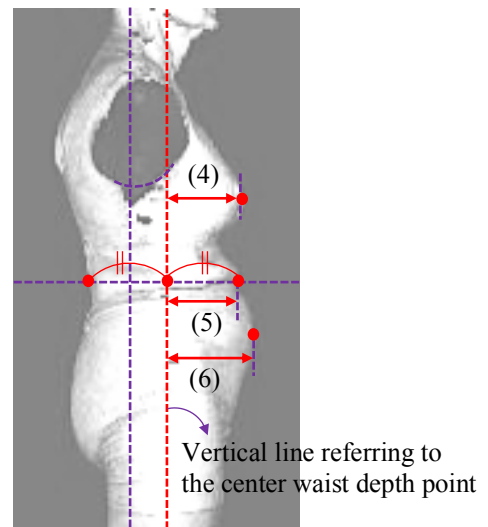 (4)
(5)
(6)
Vertical line referring to
the center waist depth point